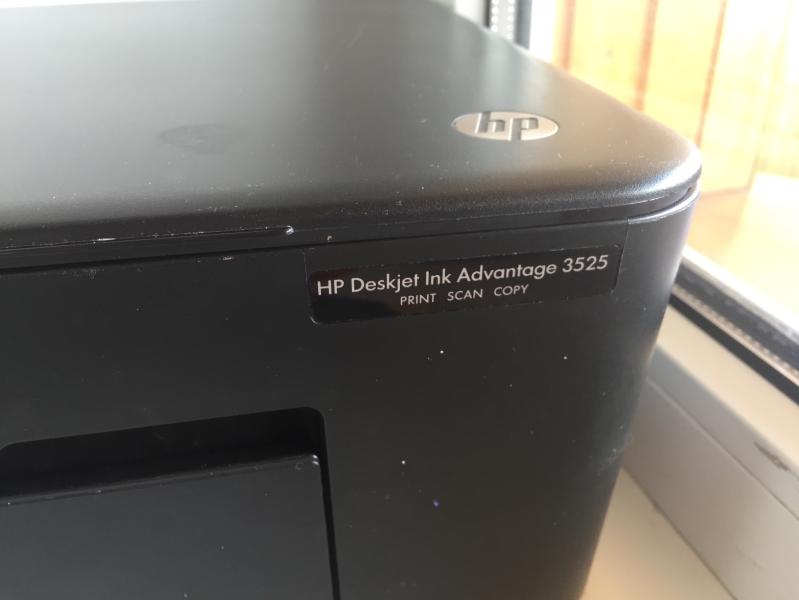 hp
HP Deskjet Ink Advantage 3525
PRINT SCAN COPY